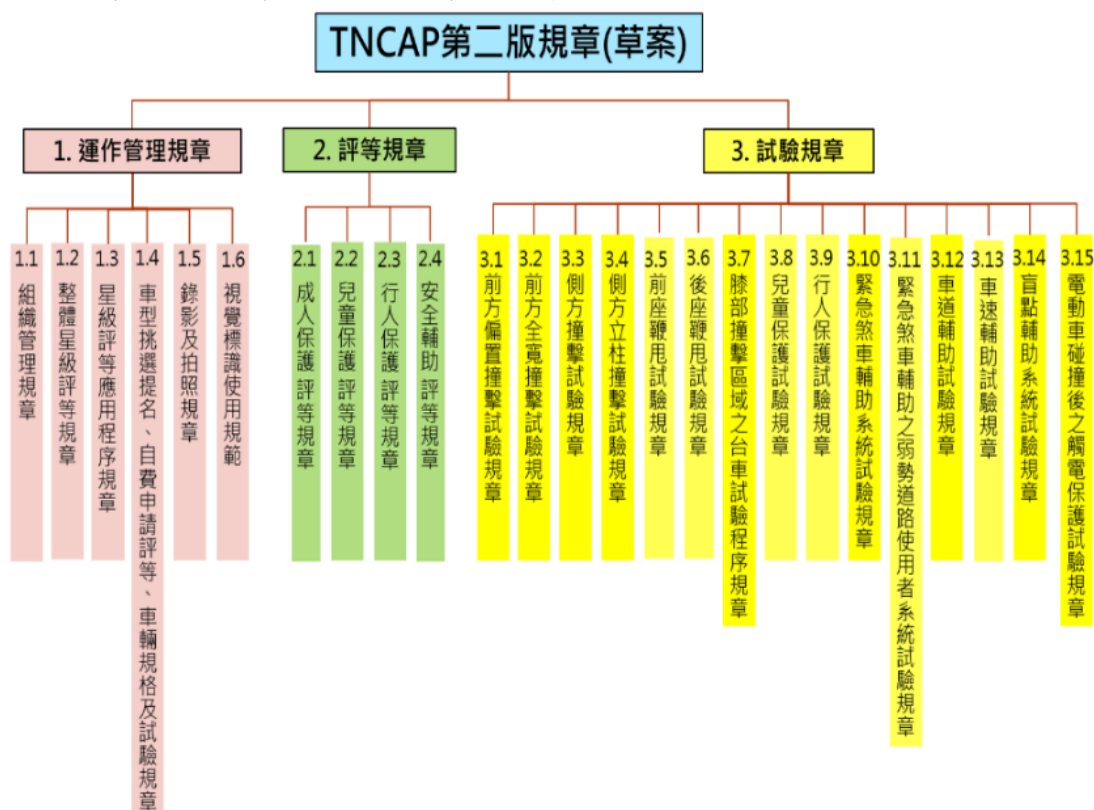 TNCAP第二版規章(草案)
1. 運作管理規章
2. 評等規章
3. 試驗規章
1.1 組織管理規章
1.2 整體星級評等規章
1.3 星級評等應用程序規章
1.4 車型挑選提名、自費申請評等、車輛規格及試驗規章
1.5 錄影及拍照規章
1.6 視覺標識使用規範
2.1 成人保護 評等規章
2.2 兒童保護 評等規章
2.3 行人保護 評等規章
2.4 安全輔助 評等規章
3.1 前方偏置撞擊試驗規章
3.2 前方全寬撞擊試驗規章
3.3 側方撞擊試驗規章
3.4 側方立柱撞擊試驗規章
3.5 前座鞭甩試驗規章
3.6 後座鞭甩試驗規章
3.7 膝部撞擊區域之台車試驗程序規章
3.8 兒童保護試驗規章
3.9 行人保護試驗規章
3.10 緊急煞車輔助系統試驗規章
3.11 緊急煞車輔助之弱勢道路使用者系統試驗規章
3.12 車道輔助試驗規章
3.13 車速輔助試驗規章
3.14 盲點輔助系統試驗規章
3.15 電動車碰撞後之觸電保護試驗規章